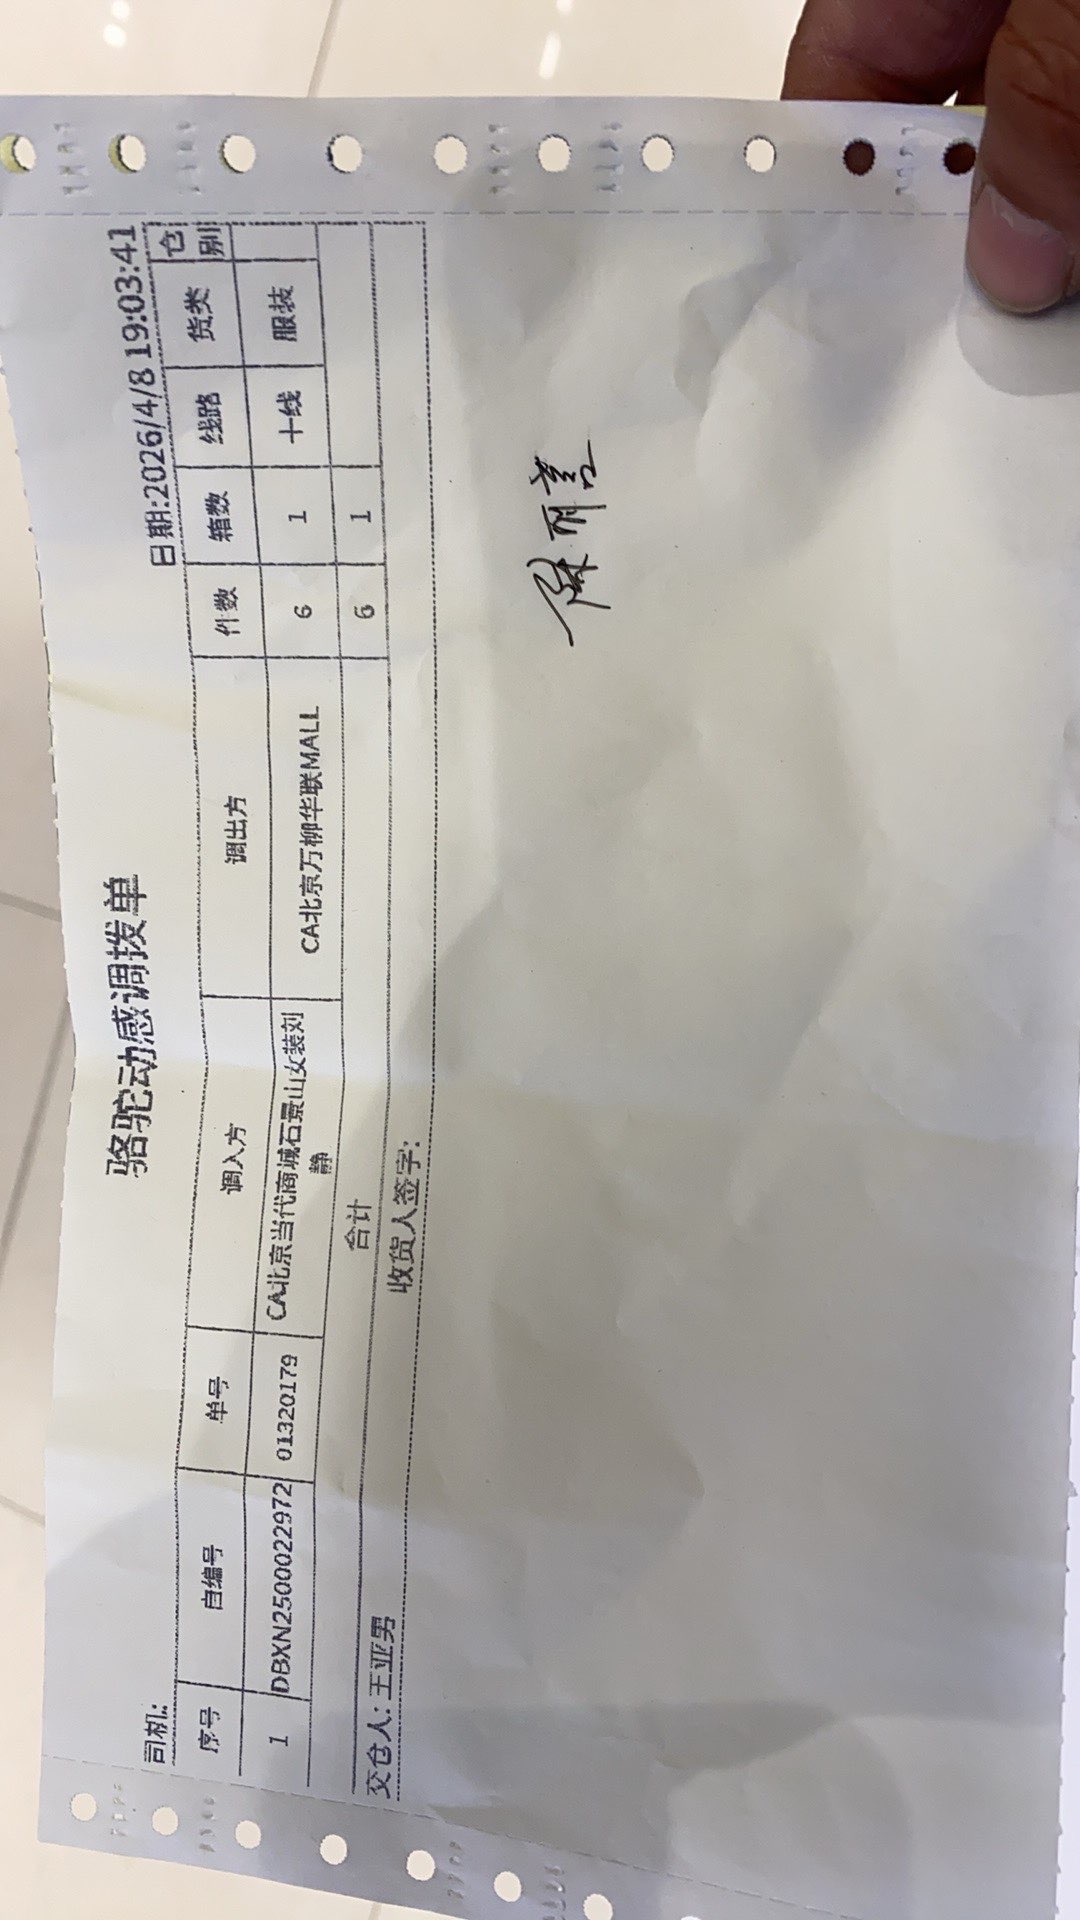 骆驼动感调拨单
司机: 日期:2026/4/8 19:03:41
序号 自编号 单号 调入方 调出方 件数 箱数 线路 货类 仓别
1 DBXN2500022972 01320179 CA北京当代商城石景山女装刘静 CA北京万柳华联MALL 6 1 十线 服装
合计 6 1
交仓人: 王亚男 收货人签字: